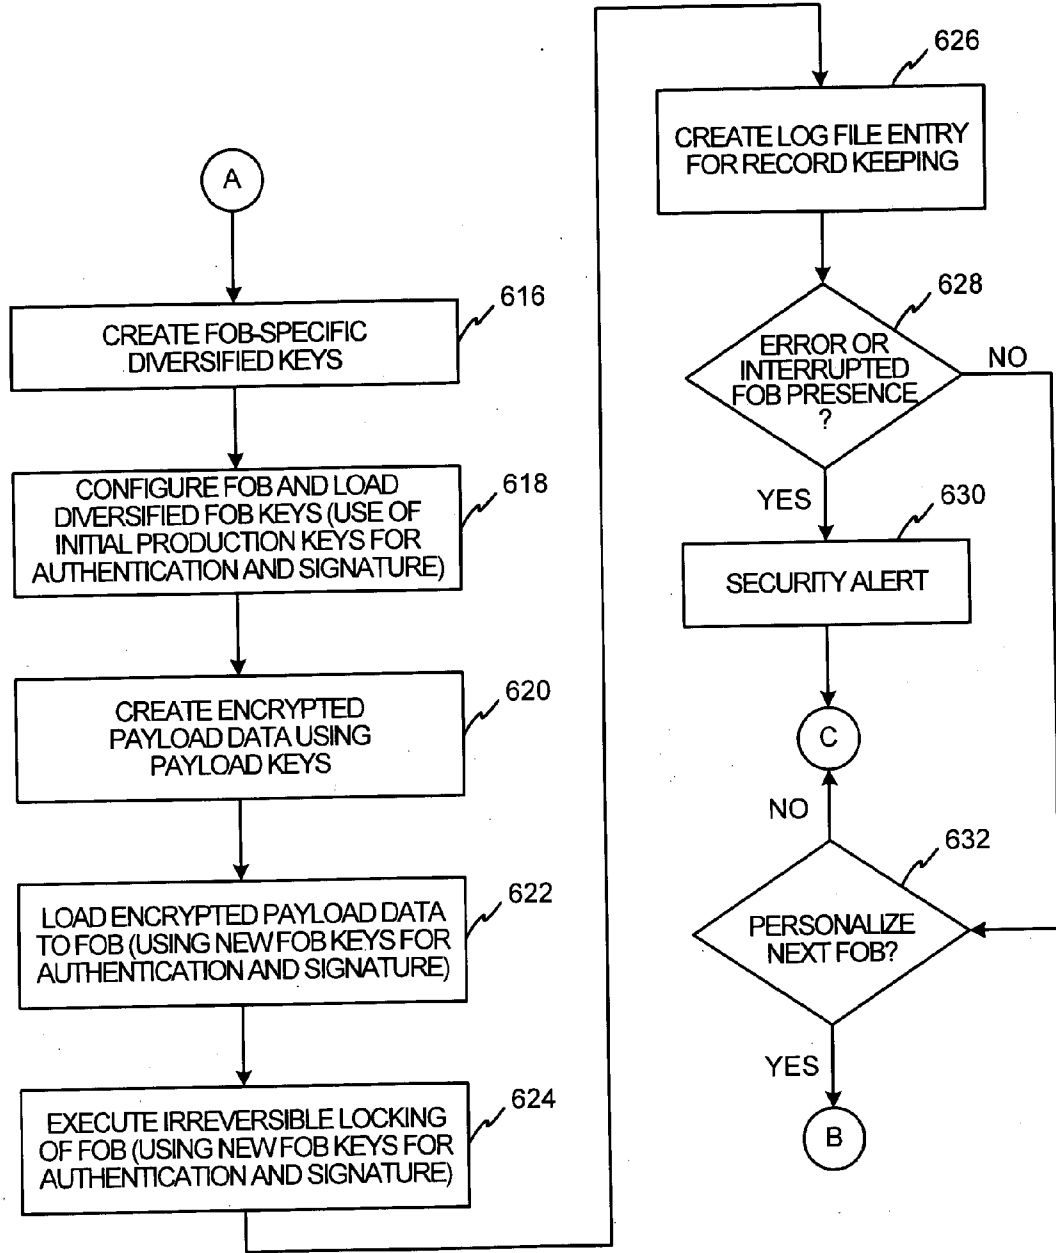 A
616
CREATE FOB-SPECIFIC
DIVERSIFIED KEYS
618
CONFIGURE FOB AND LOAD
DIVERSIFIED FOB KEYS (USE OF
INITIAL PRODUCTION KEYS FOR
AUTHENTICATION AND SIGNATURE)
620
CREATE ENCRYPTED
PAYLOAD DATA USING
PAYLOAD KEYS
622
LOAD ENCRYPTED PAYLOAD DATA
TO FOB (USING NEW FOB KEYS FOR
AUTHENTICATION AND SIGNATURE)
624
EXECUTE IRREVERSIBLE LOCKING
OF FOB (USING NEW FOB KEYS FOR
AUTHENTICATION AND SIGNATURE)
626
CREATE LOG FILE ENTRY
FOR RECORD KEEPING
628
ERROR OR
INTERRUPTED
FOB PRESENCE
?
NO
YES
630
SECURITY ALERT
C
NO
632
PERSONALIZE
NEXT FOB?
YES
B